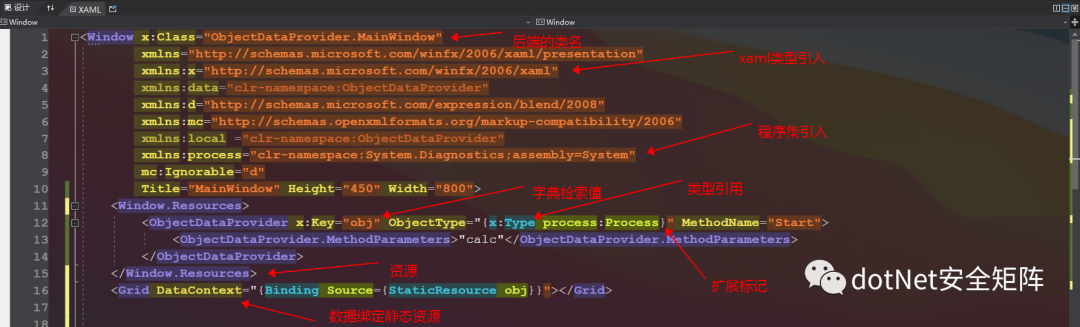 设计 XAML
Window Window
1 <Window x:Class="ObjectDataProvider.MainWindow"
后端的类名
2 xmlns="http://schemas.microsoft.com/winfx/2006/xaml/presentation"
3 xmlns:x="http://schemas.microsoft.com/winfx/2006/xaml"
xaml类型引入
4 xmlns:data="clr-namespace:ObjectDataProvider"
5 xmlns:d="http://schemas.microsoft.com/expression/blend/2008"
6 xmlns:mc="http://schemas.openxmlformats.org/markup-compatibility/2006"
7 xmlns:local ="clr-namespace:ObjectDataProvider"
程序集引入
8 xmlns:process="clr-namespace:System.Diagnostics;assembly=System"
9 mc:Ignorable="d"
10 Title="MainWindow" Height="450" Width="800">
字典检索值 类型引用
11 <Window.Resources>
12 <ObjectDataProvider x:Key="obj" ObjectType="{x:Type process:Process}" MethodName="Start">
13 <ObjectDataProvider.MethodParameters>"calc"</ObjectDataProvider.MethodParameters>
14 </ObjectDataProvider>
15 </Window.Resources>
资源
扩展标记
16 <Grid DataContext="{Binding Source={StaticResource obj}}"></Grid>
17
数据绑定静态资源
18
dotNet安全矩阵